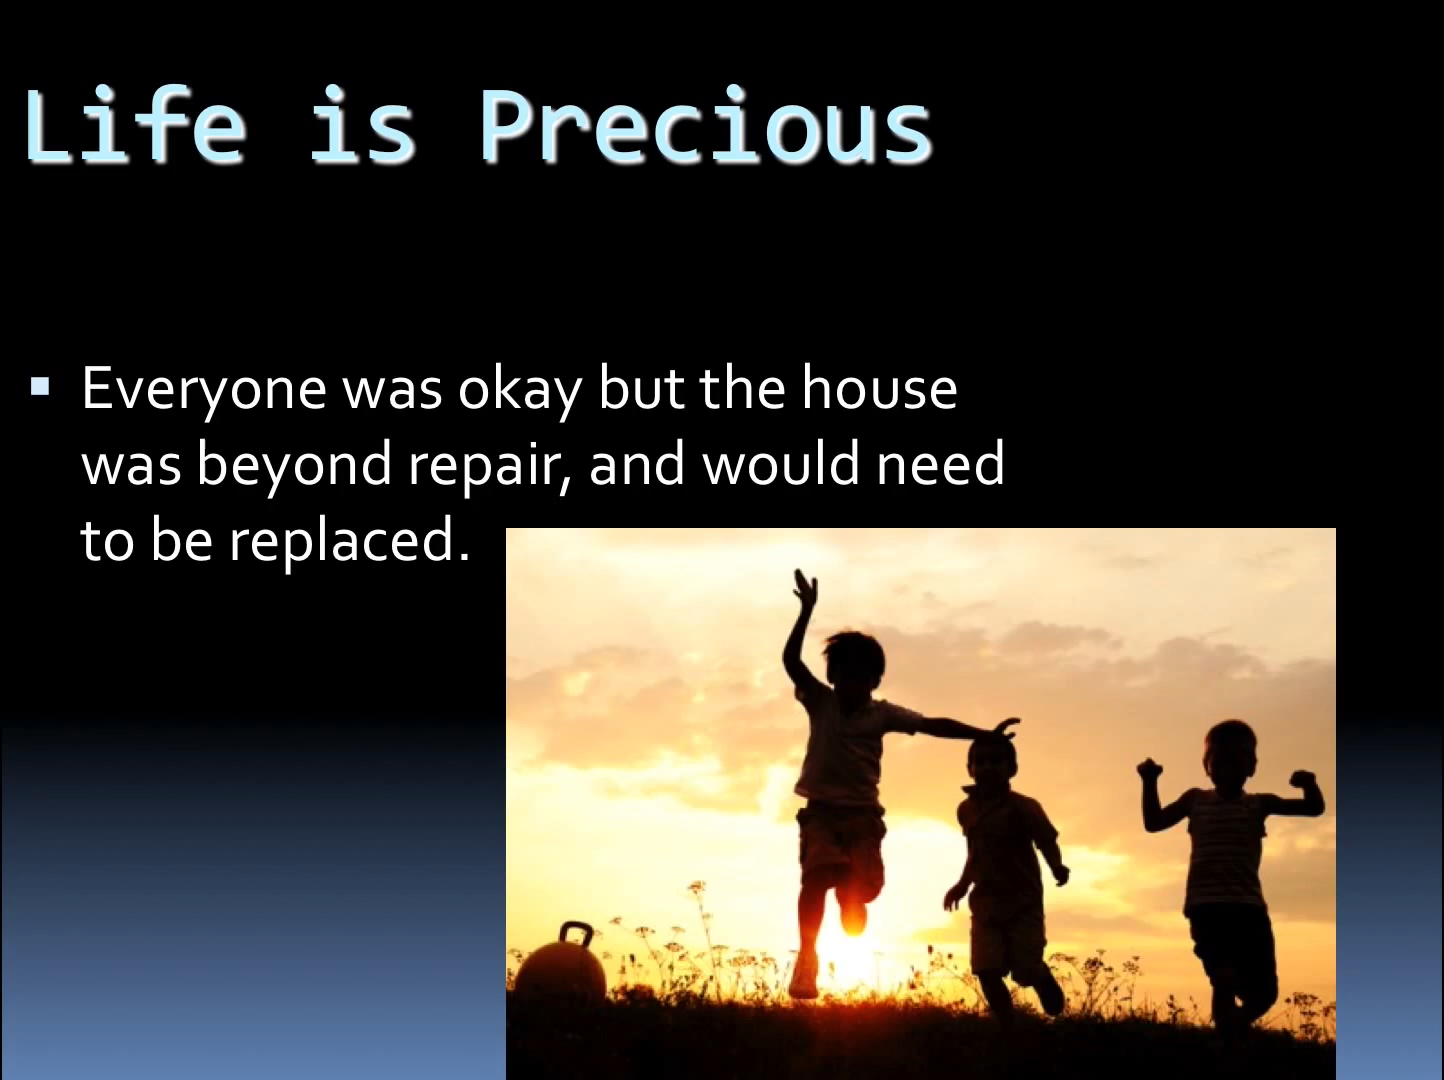 Life is Precious
▪ Everyone was okay but the house
was beyond repair, and would need
to be replaced.